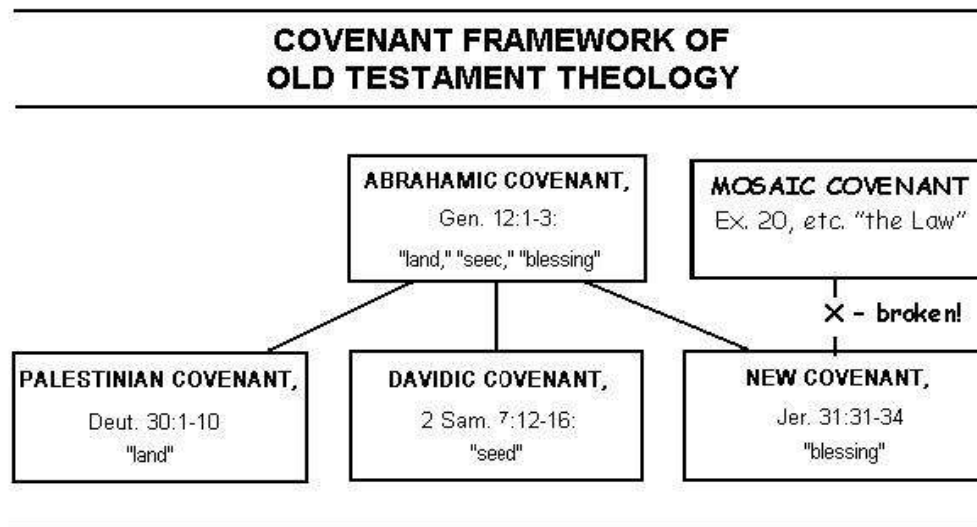 COVENANT FRAMEWORK OF
OLD TESTAMENT THEOLOGY
ABRAHAMIC COVENANT,
Gen. 12:1-3:
"land," "seec," "blessing"
MOSAIC COVENANT
Ex. 20, etc. "the Law"
X - broken!
PALESTINIAN COVENANT,
Deut. 30:1-10
"land"
DAVIDIC COVENANT,
2 Sam. 7:12-16:
"seed"
NEW COVENANT,
Jer. 31:31-34
"blessing"